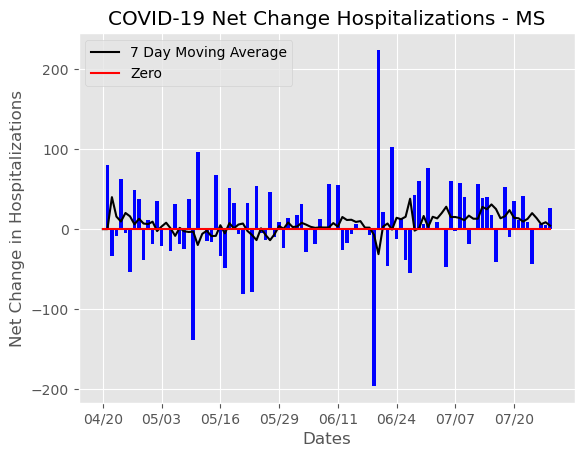 COVID-19 Net Change Hospitalizations - MS
7 Day Moving Average
Zero
Net Change in Hospitalizations
200
100
0
−100
−200
04/20 05/03 05/16 05/29 06/11 06/24 07/07 07/20
Dates